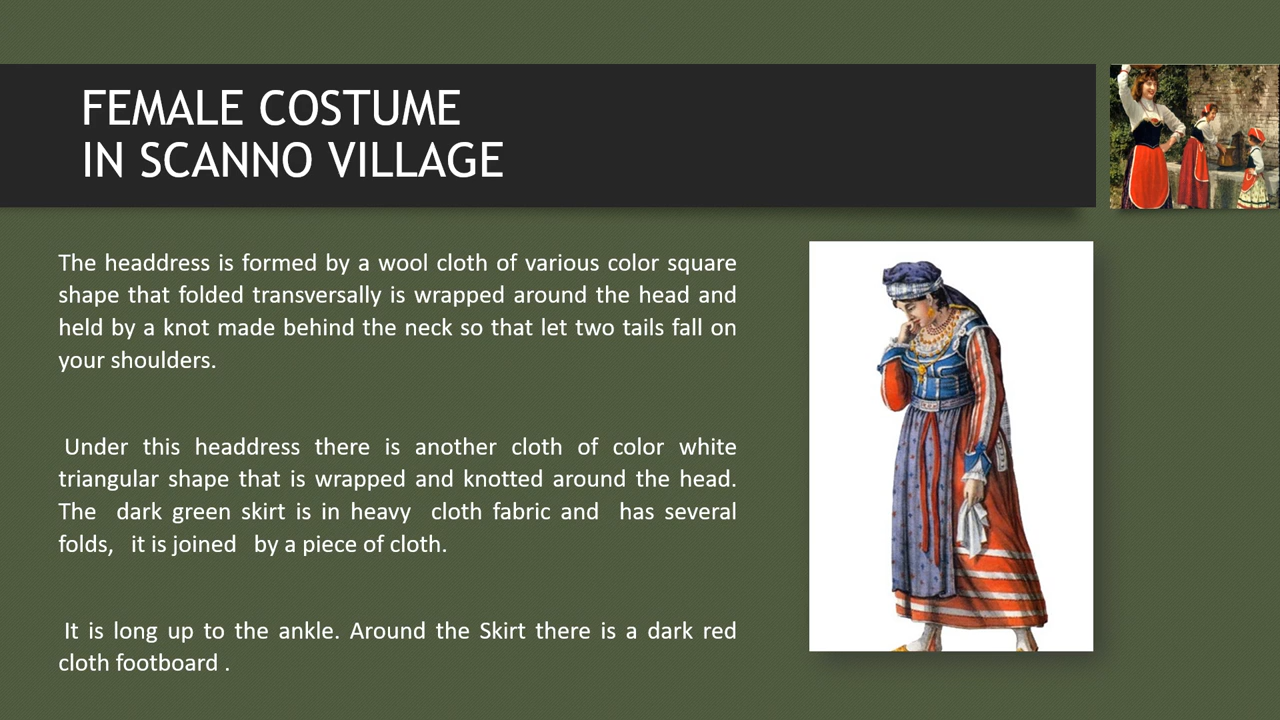 FEMALE COSTUME
IN SCANNO VILLAGE
The headdress is formed by a wool cloth of various color square
shape that folded transversally is wrapped around the head and
held by a knot made behind the neck so that let two tails fall on
your shoulders.
Under this headdress there is another cloth of color white
triangular shape that is wrapped and knotted around the head.
The dark green skirt is in heavy cloth fabric and has several
folds, it is joined by a piece of cloth.
It is long up to the ankle. Around the Skirt there is a dark red
cloth footboard .